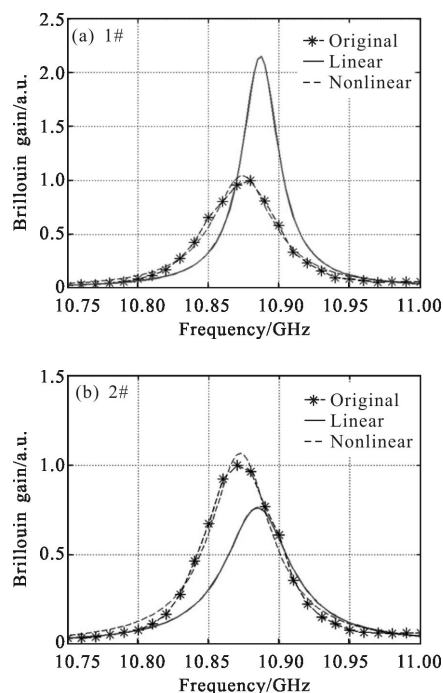 (a) 1#
Original
Linear
Nonlinear
2.5
2.0
1.5
1.0
0.5
0
Brillouin gain/a.u.
10.75 10.80 10.85 10.90 10.95 11.00
Frequency/GHz
(b) 2#
Original
Linear
Nonlinear
1.5
1.0
0.5
0
Brillouin gain/a.u.
10.75 10.80 10.85 10.90 10.95 11.00
Frequency/GHz